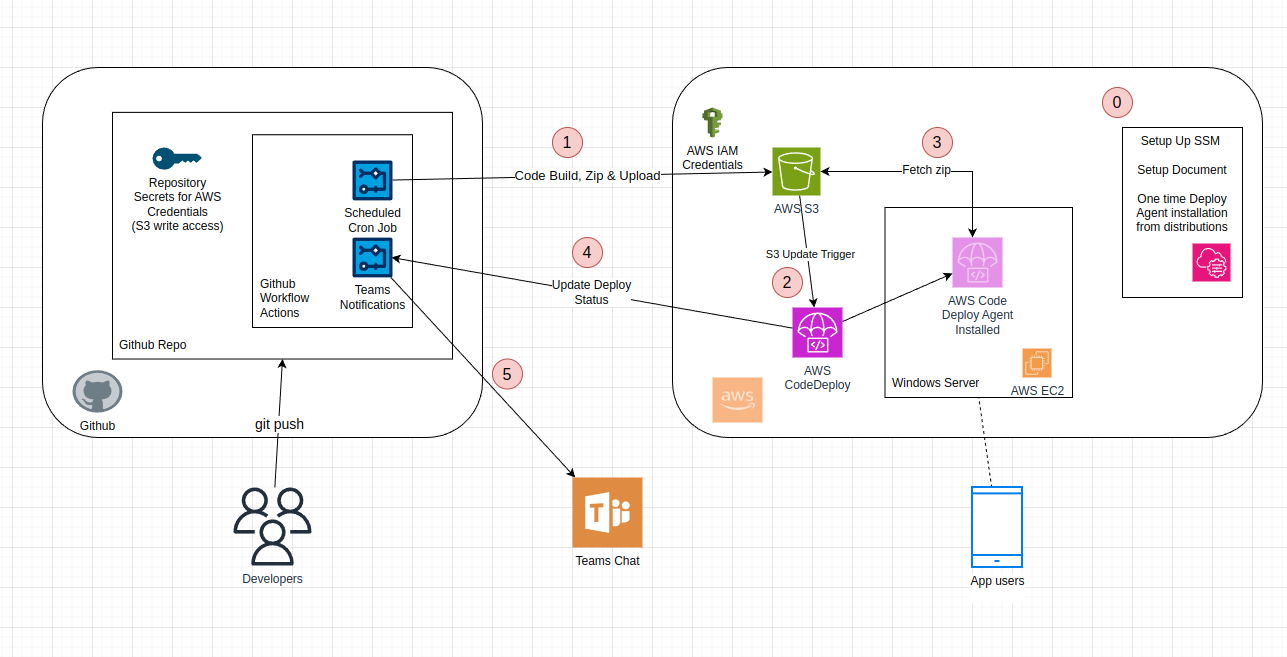 0
Setup Up SSM
Setup Document
One time Deploy
Agent installation
from distributions
1
Code Build, Zip & Upload
AWS IAM
Credentials
3
Fetch zip
Repository
Secrets for AWS
Credentials
(S3 write access)
Scheduled
Cron Job
AWS S3
S3 Update Trigger
4
Update Deploy
Status
2
Teams
Notifications
Github
Workflow
Actions
Github Repo
AWS Code
Deploy Agent
Installed
AWS
CodeDeploy
Windows Server
AWS EC2
aws
5
Github
git push
Developers
T
Teams Chat
App users